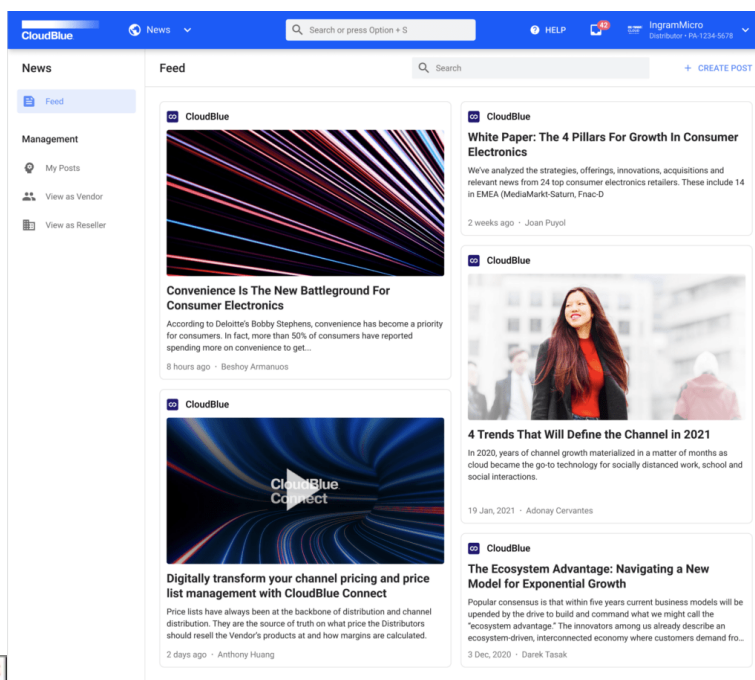 CloudBlue
News
Search or press Option + S
HELP
42
IngramMicro
Distributor • PA-1234-5678
News
Feed
Search
+ CREATE POST
Feed
Management
My Posts
View as Vendor
View as Reseller
CloudBlue
Convenience Is The New Battleground For
Consumer Electronics
According to Deloitte's Bobby Stephens, convenience has become a priority
for consumers. In fact, more than 50% of consumers have reported
spending more on convenience to get...
8 hours ago • Beshoy Armanuos
CloudBlue
CloudBlue
Connect
Digitally transform your channel pricing and price
list management with CloudBlue Connect
Price lists have always been at the backbone of distribution and channel
distribution. They are the source of truth on what price the Distributors
should resell the Vendor's products at and how margins are calculated.
2 days ago • Anthony Huang
CloudBlue
White Paper: The 4 Pillars For Growth In Consumer
Electronics
We've analyzed the strategies, offerings, innovations, acquisitions and
relevant news from 24 top consumer electronics retailers. These include 14
in EMEA (MediaMarkt-Saturn, Fnac-D
2 weeks ago • Joan Puyol
CloudBlue
4 Trends That Will Define the Channel in 2021
In 2020, years of channel growth materialized in a matter of months as
cloud became the go-to technology for socially distanced work, school and
social interactions.
19 Jan, 2021 • Adonay Cervantes
CloudBlue
The Ecosystem Advantage: Navigating a New
Model for Exponential Growth
Popular consensus is that within five years current business models will be
upended by the drive to build and command what we might call the
"ecosystem advantage." The innovators among us already describe an
ecosystem-driven, interconnected economy where customers demand fro...
3 Dec, 2020 • Darek Tasak